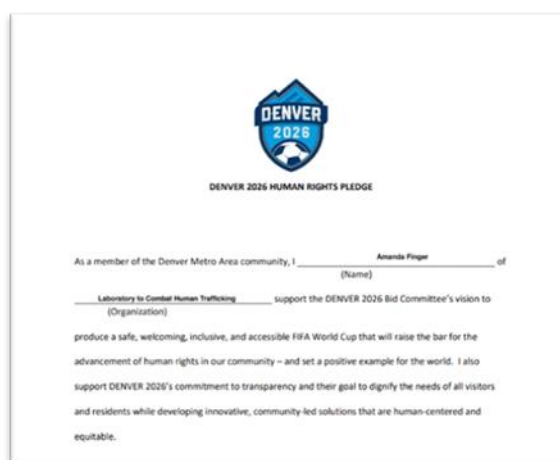 DENVER
2026
DENVER 2026 HUMAN RIGHTS PLEDGE
As a member of the Denver Metro Area community, I Amanda Finger of
(Name)
Laboratory to Combat Human Trafficking support the DENVER 2026 Bid Committee's vision to
(Organization)
produce a safe, welcoming, inclusive, and accessible FIFA World Cup that will raise the bar for the
advancement of human rights in our community – and set a positive example for the world. I also
support DENVER 2026's commitment to transparency and their goal to dignify the needs of all visitors
and residents while developing innovative, community-led solutions that are human-centered and
equitable.